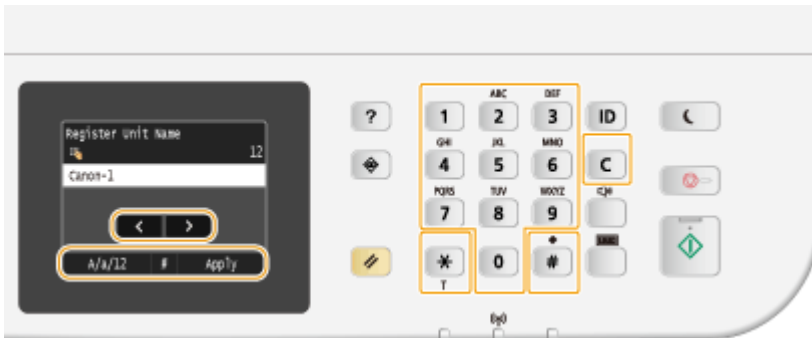 Register Unit Name
12
Canon-1
< >
A/a/12 # Apply
?
ABC DEF
1 2 3 ID
GHI JKL MNO
4 5 6 C
PQRS TUV WXYZ
7 8 9
* 0 #
T